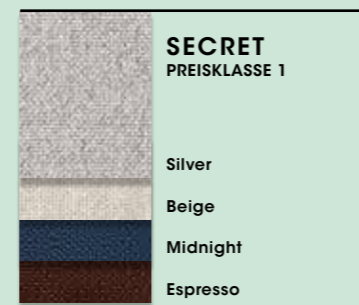 SECRET
PREISKLASSE 1
Silver
Beige
Midnight
Espresso